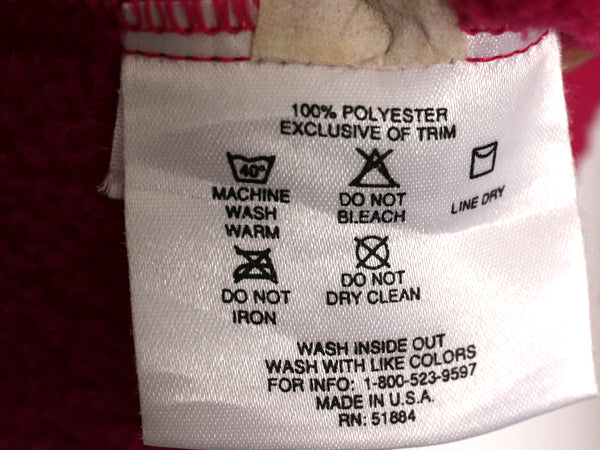 100% POLYESTER
EXCLUSIVE OF TRIM
40°
MACHINE
WASH
WARM
DO NOT
BLEACH
LINE DRY
DO NOT
IRON
DO NOT
DRY CLEAN
WASH INSIDE OUT
WASH WITH LIKE COLORS
FOR INFO: 1-800-523-9597
MADE IN U.S.A.
RN: 51884